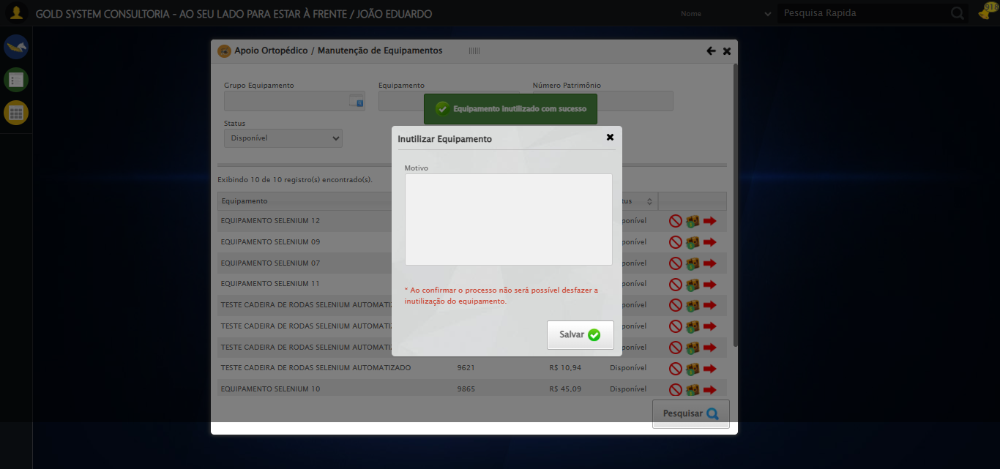 GOLD SYSTEM CONSULTORIA - AO SEU LADO PARA ESTAR À FRENTE / JOÃO EDUARDO
Nome
Pesquisa Rapida
918
Apoio Ortopédico / Manutenção de Equipamentos
Grupo Equipamento
Equipamento
Número Patrimônio
Equipamento inutilizado com sucesso
Status
Disponível
Inutilizar Equipamento
Motivo
* Ao confirmar o processo não será possível desfazer a
inutilização do equipamento.
Salvar
Exibindo 10 de 10 registro(s) encontrado(s).
Equipamento tus
EQUIPAMENTO SELENIUM 12 ponível
EQUIPAMENTO SELENIUM 09 ponível
EQUIPAMENTO SELENIUM 07 ponível
EQUIPAMENTO SELENIUM 11 ponível
TESTE CADEIRA DE RODAS SELENIUM AUTOMATIZ ponível
TESTE CADEIRA DE RODAS SELENIUM AUTOMATIZ ponível
TESTE CADEIRA DE RODAS SELENIUM AUTOMATIZ ponível
TESTE CADEIRA DE RODAS SELENIUM AUTOMATIZADO 9621 R$ 10,94 Disponível
EQUIPAMENTO SELENIUM 10 9865 R$ 45,09 Disponível
Pesquisar